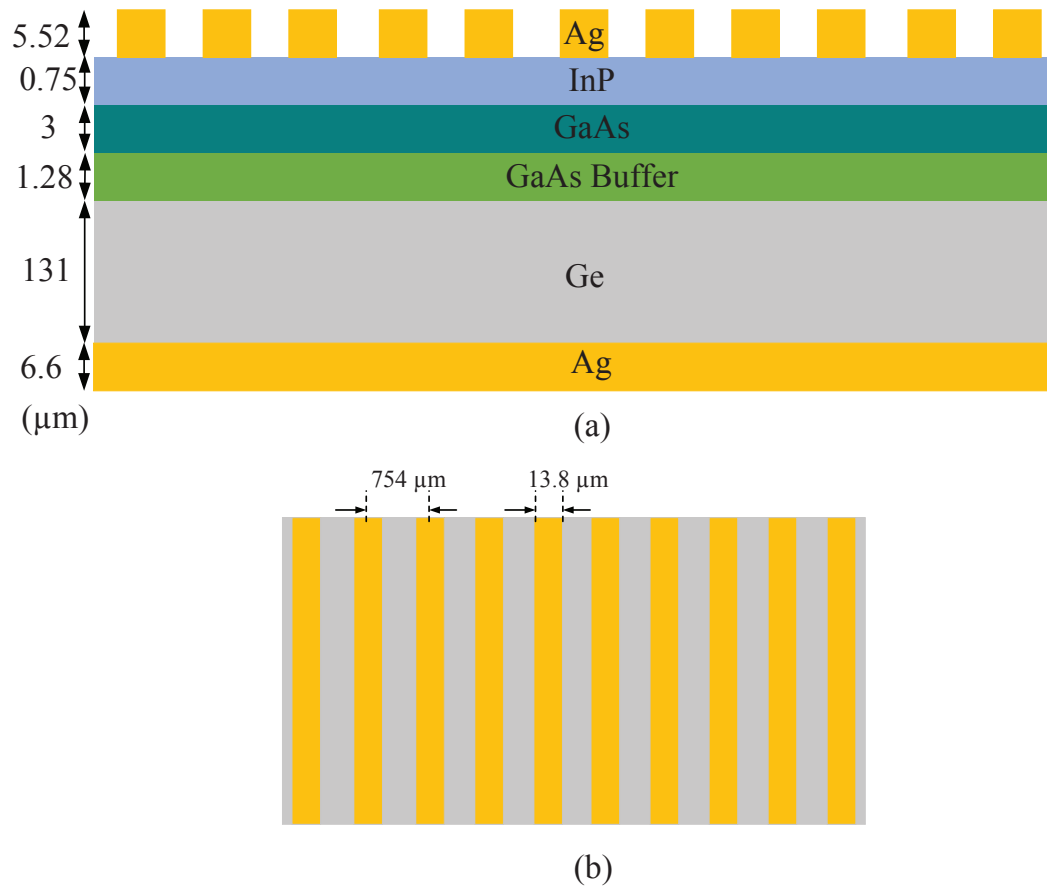 5.52
Ag
0.75
InP
3
GaAs
1.28
GaAs Buffer
131
Ge
6.6
Ag
(µm)
(a)
754 µm
13.8 µm
(b)